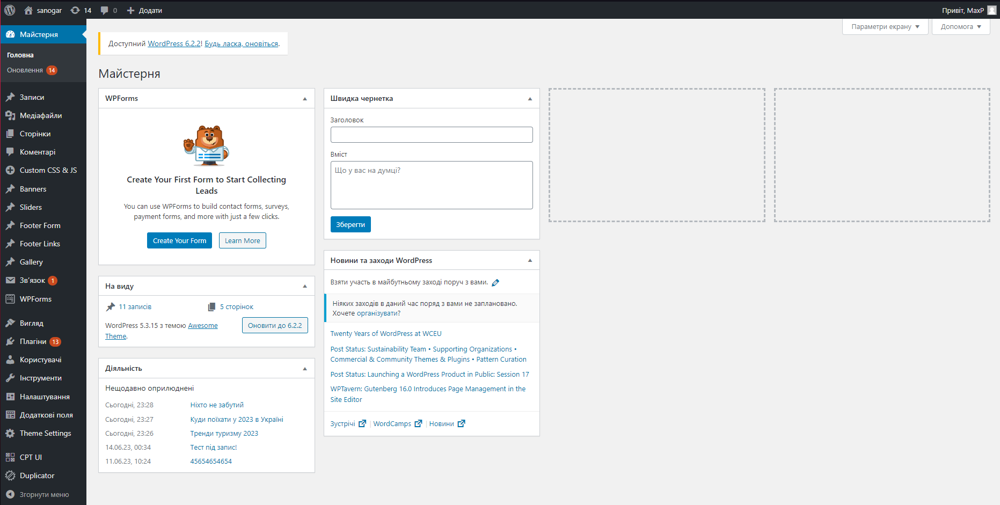 sanogar
14
0
Додати
Привіт, MaxP
Майстерня
Головна
Оновлення 14
Записи
Медіафайли
Сторінки
Коментарі
Custom CSS & JS
Banners
Sliders
Footer Form
Footer Links
Gallery
Зв'язок 1
WPForms
Вигляд
Плагіни 13
Користувачі
Інструменти
Налаштування
Додаткові поля
Theme Settings
CPT UI
Duplicator
Згорнути меню
Параметри екрану
Допомога
Доступний WordPress 6.2.2! Будь ласка, оновіться.
Майстерня
WPForms
Create Your First Form to Start Collecting
Leads
You can use WPForms to build contact forms, surveys,
payment forms, and more with just a few clicks.
Create Your Form
Learn More
На виду
11 записів
5 сторінок
WordPress 5.3.15 з темою Awesome
Theme.
Оновити до 6.2.2
Діяльність
Нещодавно оприлюднені
Сьогодні, 23:28 Ніхто не забутий
Сьогодні, 23:27 Куди поїхати у 2023 в Україні
Сьогодні, 23:26 Тренди туризму 2023
14.06.23, 00:34 Тест під запис!
11.06.23, 10:24 45654654654
Швидка чернетка
Заголовок
Вміст
Що у вас на думці?
Зберегти
Новини та заходи WordPress
Взяти участь в майбутньому заході поруч з вами.
Ніяких заходів в даний час поряд з вами не заплановано.
Хочете організувати?
Twenty Years of WordPress at WCEU
Post Status: Sustainability Team • Supporting Organizations •
Commercial & Community Themes & Plugins • Pattern Curation
Post Status: Launching a WordPress Product in Public: Session 17
WPTavern: Gutenberg 16.0 Introduces Page Management in the
Site Editor
Зустрічі | WordCamps | Новини